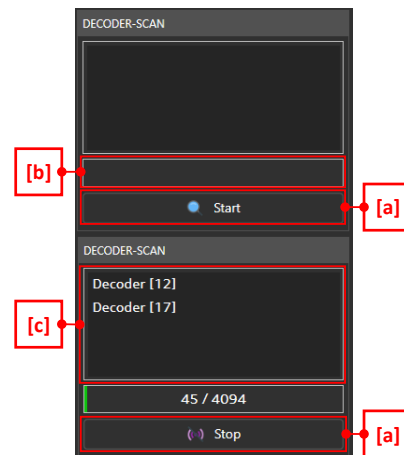 DECODER-SCAN
[b]
Start
[a]
DECODER-SCAN
Decoder [12]
Decoder [17]
[c]
45 / 4094
Stop
[a]